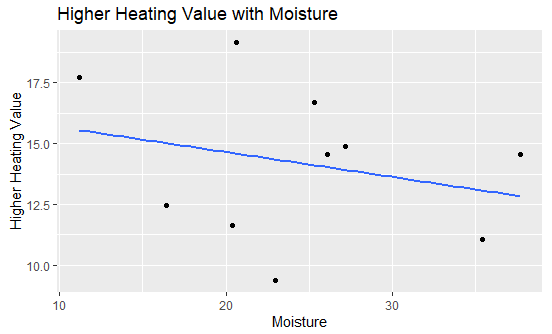 Higher Heating Value with Moisture
Higher Heating Value
17.5
15.0
12.5
10.0
10 20 30
Moisture